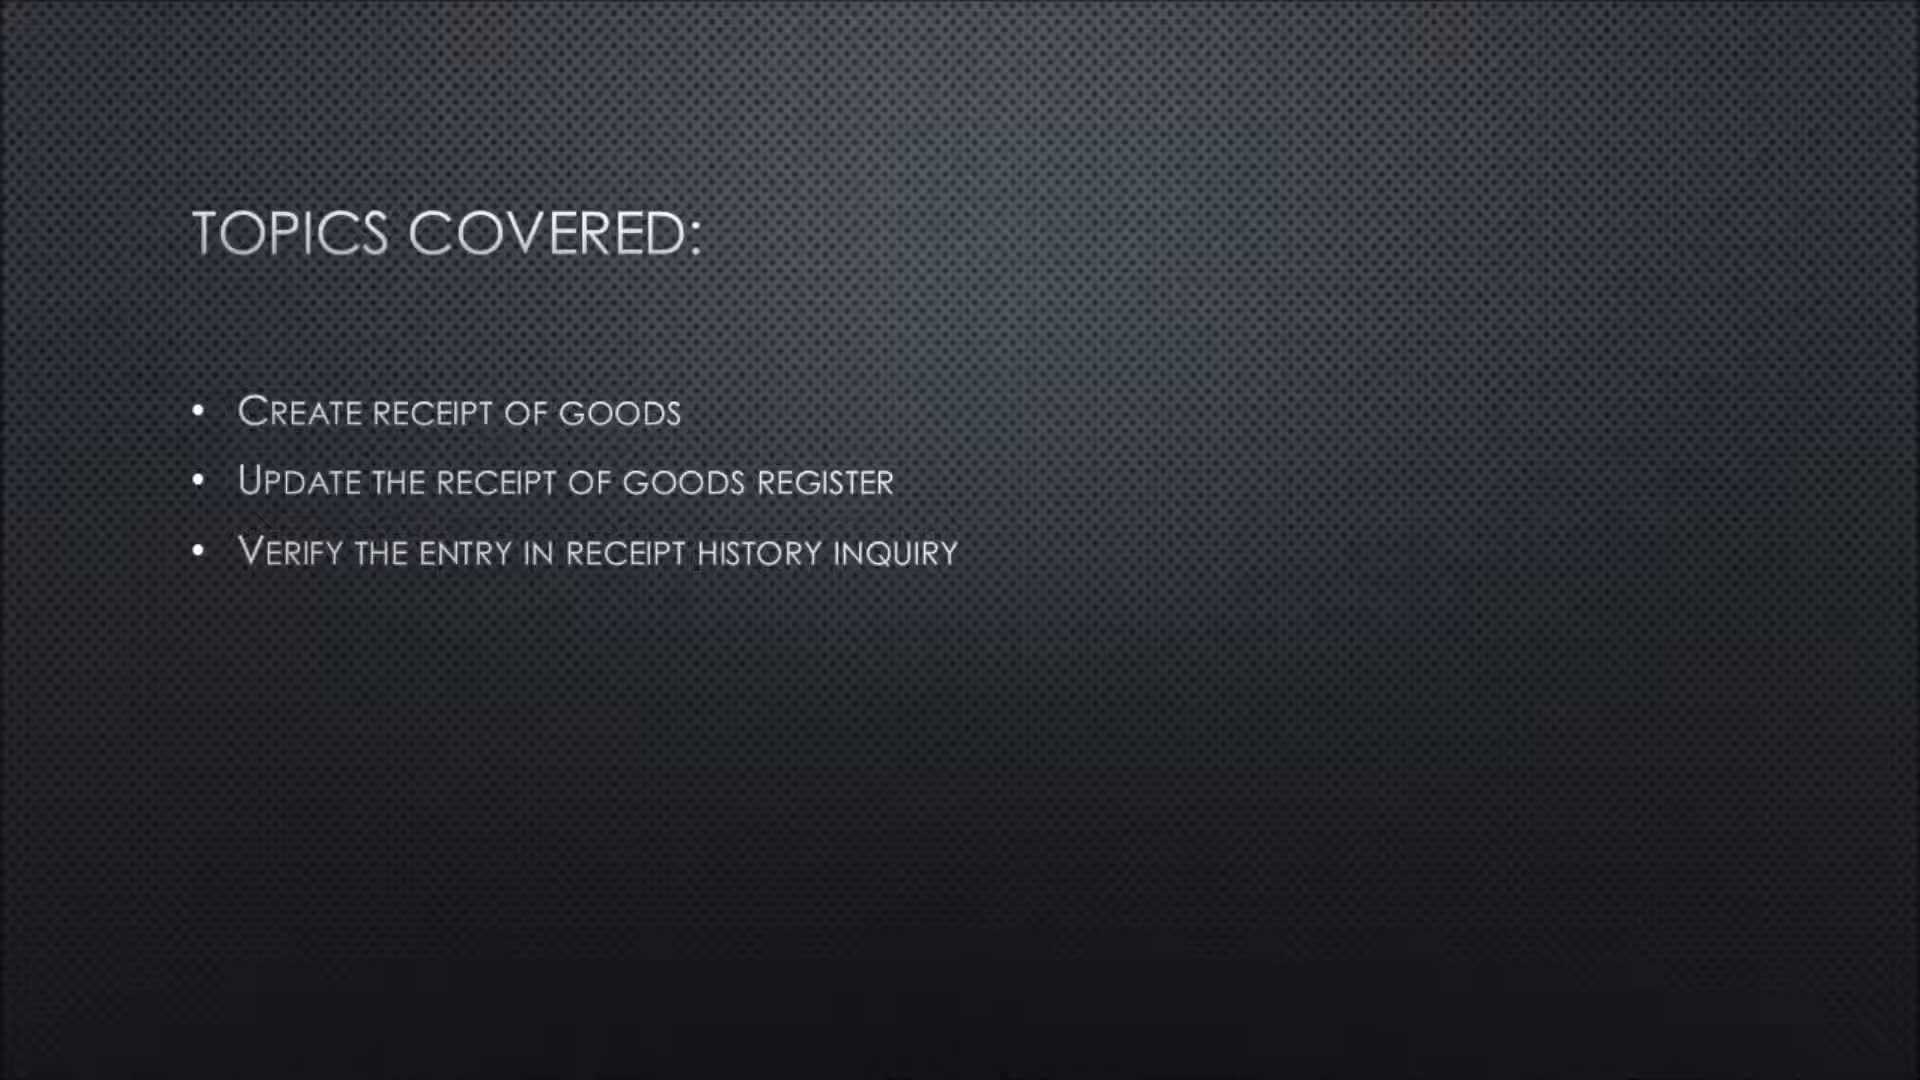 TOPICS COVERED:
• CREATE RECEIPT OF GOODS
• UPDATE THE RECEIPT OF GOODS REGISTER
• VERIFY THE ENTRY IN RECEIPT HISTORY INQUIRY